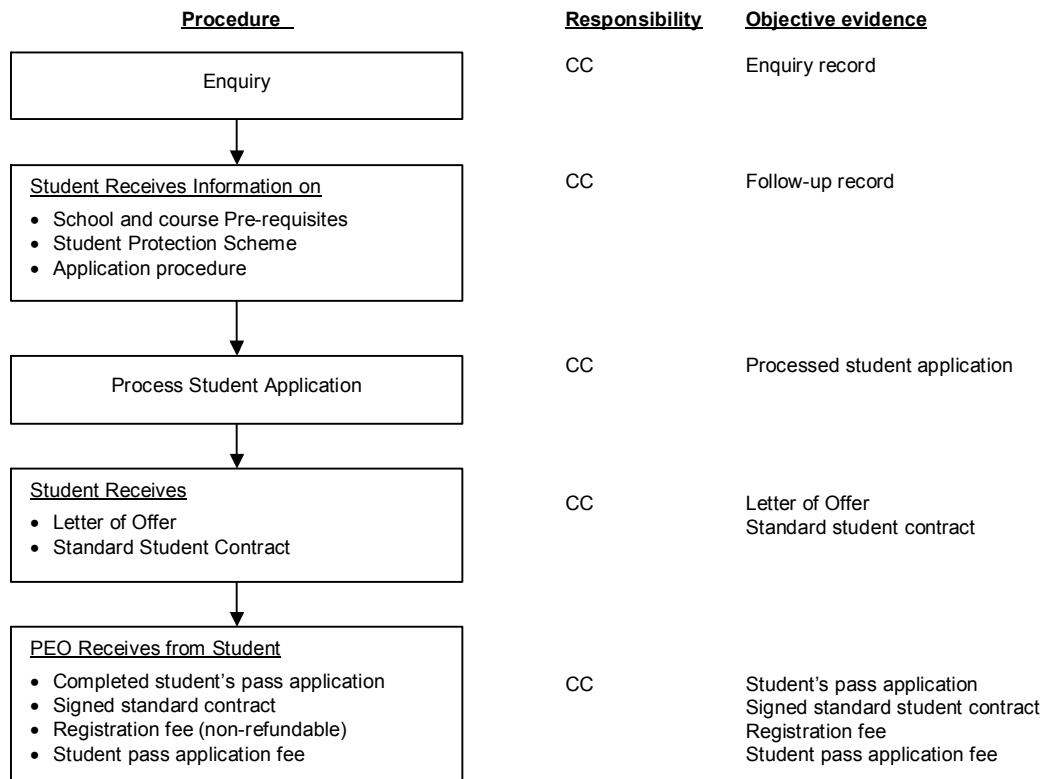 Procedure Responsibility Objective evidence
Enquiry CC Enquiry record
Student Receives Information on CC Follow-up record
• School and course Pre-requisites
• Student Protection Scheme
• Application procedure
Process Student Application CC Processed student application
Student Receives CC Letter of Offer
• Letter of Offer Standard student contract
• Standard Student Contract
PEO Receives from Student
• Completed student's pass application CC Student's pass application
• Signed standard contract Signed standard student contract
• Registration fee (non-refundable) Registration fee
• Student pass application fee Student pass application fee